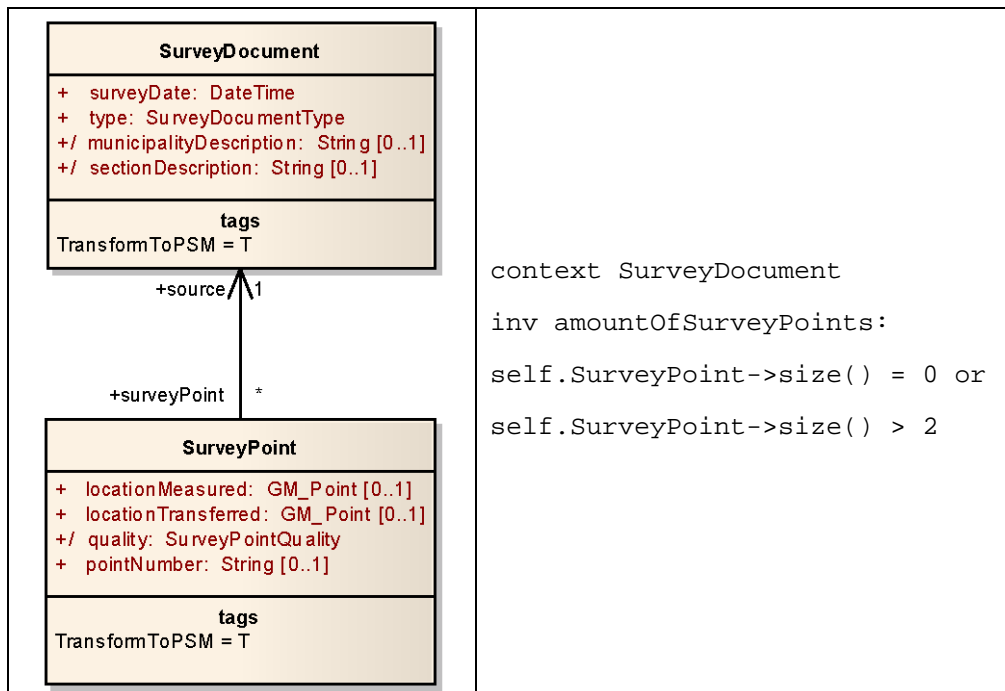 SurveyDocument
+ surveyDate: DateTime
+ type: SurveyDocumentType
+/ municipalityDescription: String [0..1]
+/ sectionDescription: String [0..1]
tags
TransformToPSM = T
+source 1
+surveyPoint *
SurveyPoint
+ locationMeasured: GM_Point [0..1]
+ locationTransferred: GM_Point [0..1]
+/ quality: SurveyPointQuality
+ pointNumber: String [0..1]
tags
TransformToPSM = T
context SurveyDocument
inv amountOfSurveyPoints:
self.SurveyPoint->size() = 0 or
self.SurveyPoint->size() > 2